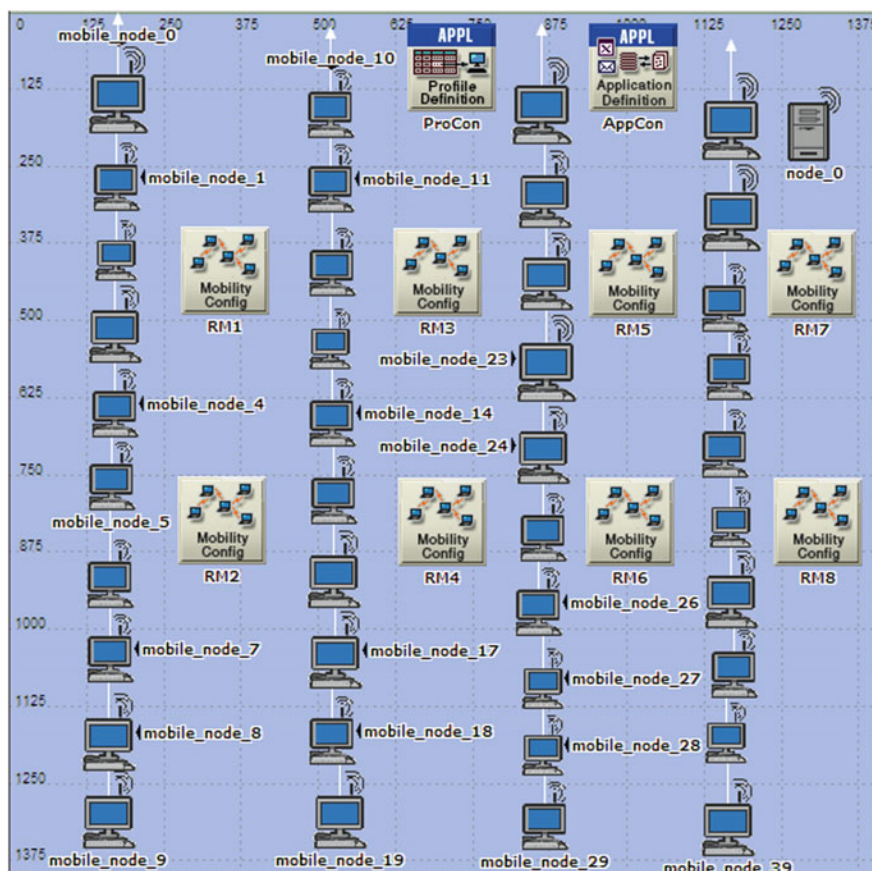 0 125 250 375 500 625 750 875 1000 1125 1250 1375
mobile_node_0
mobile_node_10
APPL
Profiile
Definition
ProCon
APPL
Application
Definition
AppCon
125
node_0
250
mobile_node_1
mobile_node_11
375
Mobility
Config
RM1
Mobility
Config
RM3
Mobility
Config
RM5
Mobility
Config
RM7
500
mobile_node_23
625
mobile_node_4
mobile_node_14
mobile_node_24
750
mobile_node_5
Mobility
Config
RM2
Mobility
Config
RM4
Mobility
Config
RM6
Mobility
Config
RM8
875
mobile_node_26
1000
mobile_node_7
mobile_node_17
mobile_node_27
1125
mobile_node_8
mobile_node_18
mobile_node_28
1250
1375
mobile_node_9
mobile_node_19
mobile_node_29
mobile_node_39